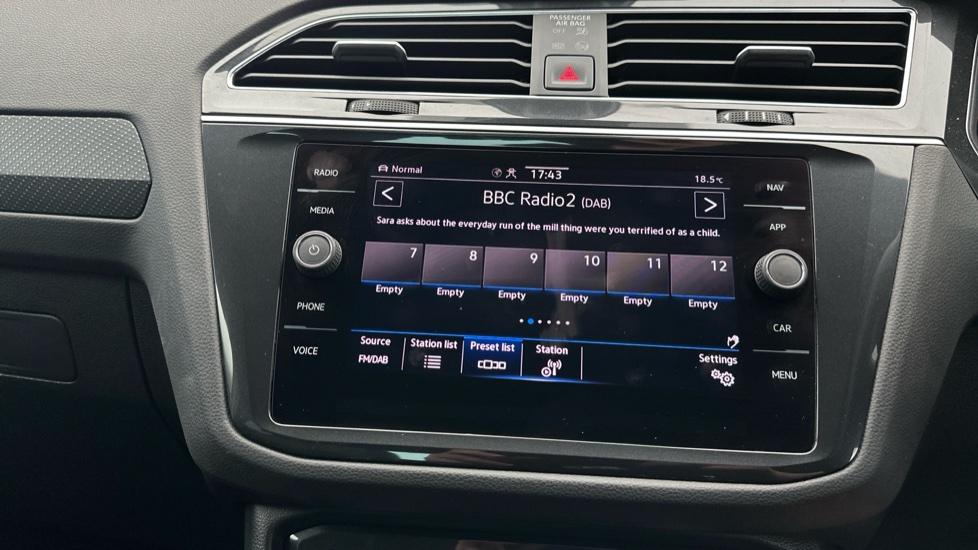 PASSENGER
AIR BAG
OFF
RADIO
MEDIA
PHONE
VOICE
Normal
17:43
18.5°C
<
BBC Radio2 (DAB)
>
Sara asks about the everyday run of the mill thing were you terrified of as a child.
7 8 9 10 11 12
Empty Empty Empty Empty Empty Empty
Source Station list Preset list Station Settings
FM/DAB
NAV
APP
CAR
MENU